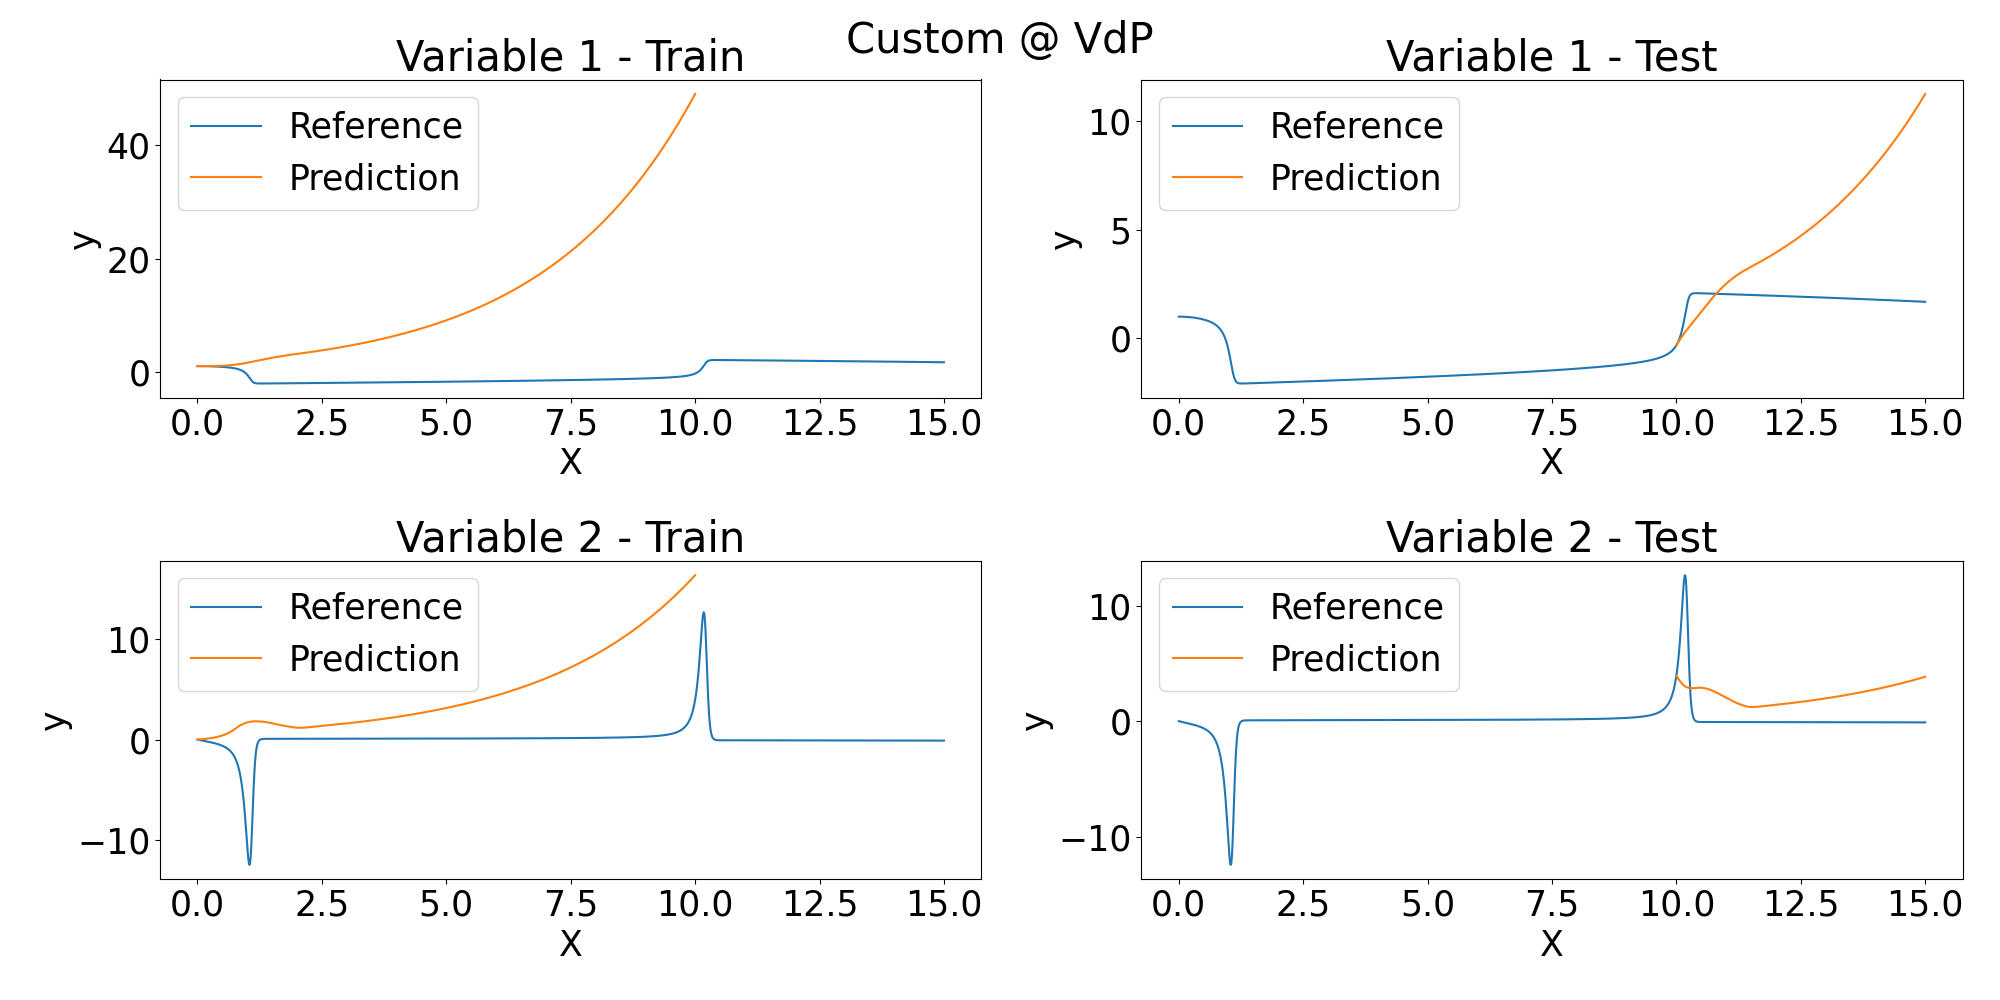 Custom @ VdP
Variable 1 - Train
Reference
Prediction
y
40
20
0
0.0 2.5 5.0 7.5 10.0 12.5 15.0
X
Variable 1 - Test
Reference
Prediction
y
10
5
0
0.0 2.5 5.0 7.5 10.0 12.5 15.0
X
Variable 2 - Train
Reference
Prediction
y
10
0
−10
0.0 2.5 5.0 7.5 10.0 12.5 15.0
X
Variable 2 - Test
Reference
Prediction
y
10
0
−10
0.0 2.5 5.0 7.5 10.0 12.5 15.0
X